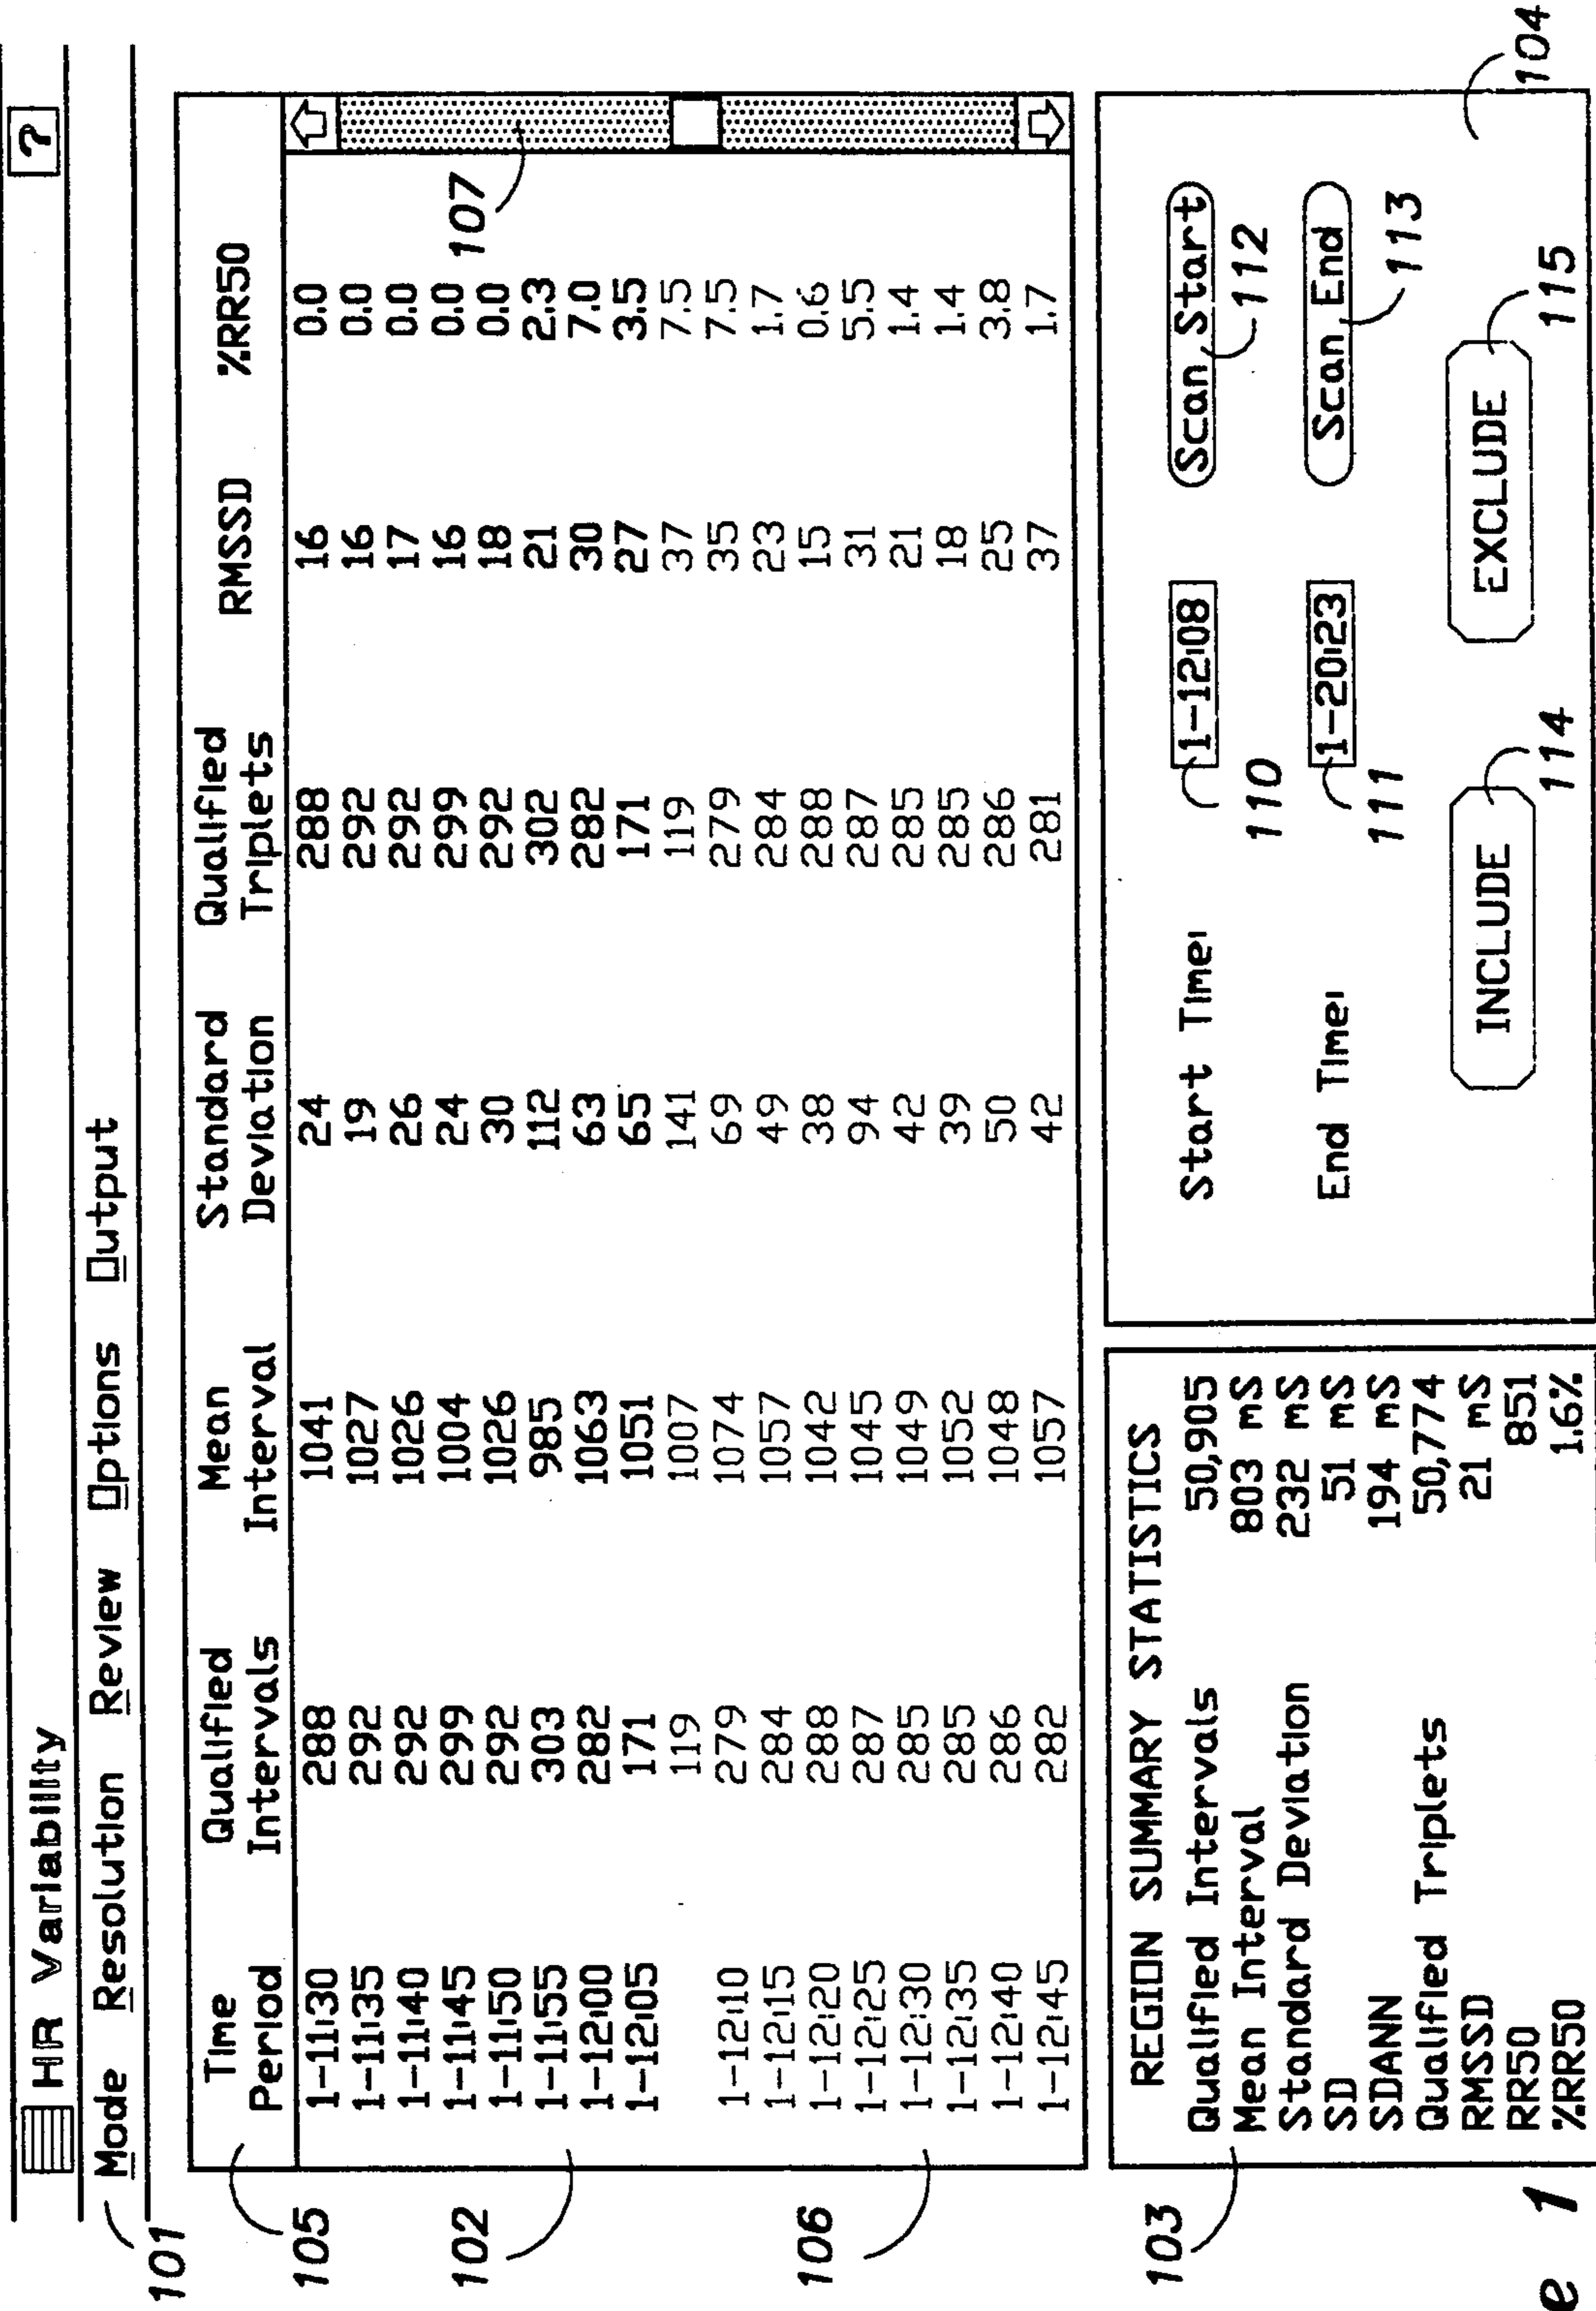 HR Variability ?
Mode Resolution Review Options Output
101
Time Period Qualified Intervals Mean Interval Standard Deviation Qualified Triplets RMSSD %RR50
105
1-11:30 288 1041 24 288 16 0.0
1-11:35 292 1027 19 292 16 0.0
1-11:40 292 1026 26 292 17 0.0
1-11:45 299 1004 24 299 16 0.0
1-11:50 292 1026 30 292 18 0.0
1-11:55 303 985 112 302 21 2.3
1-12:00 282 1063 63 282 30 7.0
1-12:05 171 1051 65 171 27 3.5
119 1007 141 119 37 7.5
1-12:10 279 1074 69 279 35 7.5
1-12:15 284 1057 49 284 23 1.7
1-12:20 288 1042 38 288 15 0.6
1-12:25 287 1045 94 287 31 5.5
1-12:30 285 1049 42 285 21 1.4
1-12:35 285 1052 39 285 18 1.4
1-12:40 286 1048 50 286 25 3.8
1-12:45 282 1057 42 281 37 1.7
102
107
106
REGION SUMMARY STATISTICS
103
Qualified Intervals 50,905
Mean Interval 803 mS
Standard Deviation 232 mS
SD 51 mS
SDANN 194 mS
Qualified Triplets 50,774
RMSSD 21 mS
RR50 851
%RR50 1.6%
Start Time: 1-12:08 Scan Start
110 112
End Time: 1-20:23 Scan End
111 113
INCLUDE EXCLUDE
114 115
104
e 1